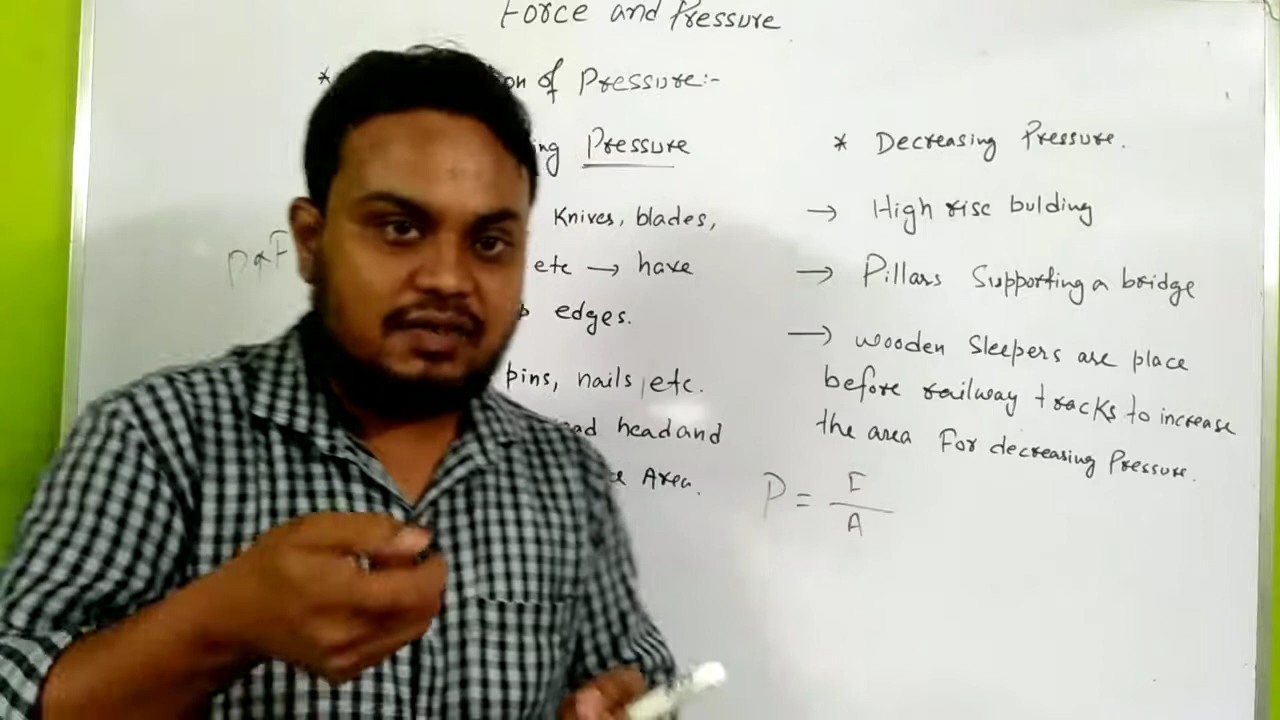 Force and Pressure
* of Pressure:-
Pressure
Knives, blades,
etc → have
edges.
pins, nails, etc.
head and
Area.
P∝F
* Decreasing Pressure.
→ High rise bulding
→ Pillars Supporting a bridge
→ wooden Sleepers are place
before railway tracks to increase
the area For decreasing Pressure.
P = F
A